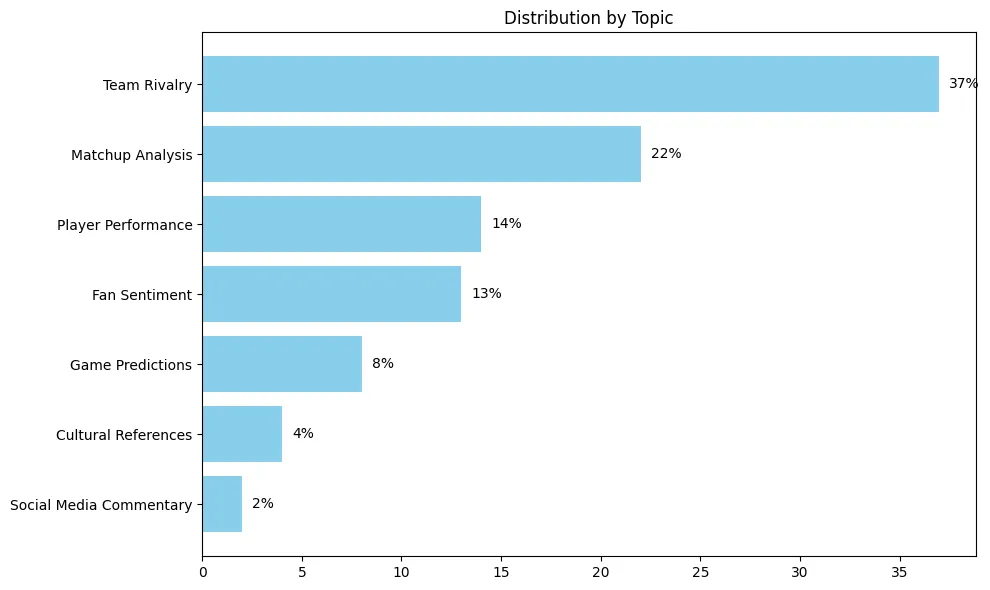 Distribution by Topic
Team Rivalry 37%
Matchup Analysis 22%
Player Performance 14%
Fan Sentiment 13%
Game Predictions 8%
Cultural References 4%
Social Media Commentary 2%
0 5 10 15 20 25 30 35